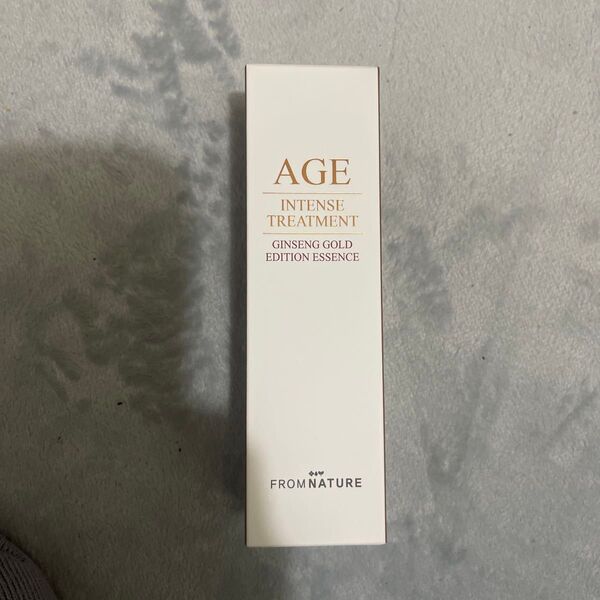 AGE
INTENSE
TREATMENT
GINSENG GOLD
EDITION ESSENCE
FROMNATURE